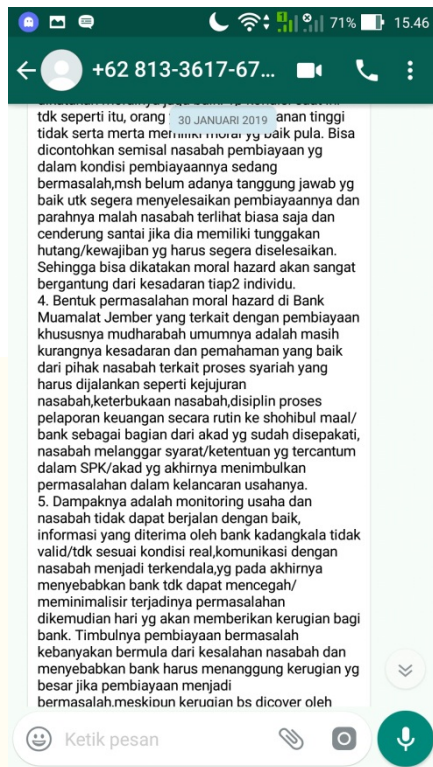 71% 15.46
+62 813-3617-67...
30 JANUARI 2019
tdk seperti itu, orang anan tinggi
tidak serta merta memiliki moral yg baik pula. Bisa
dicontohkan semisal nasabah pembiayaan yg
dalam kondisi pembiayaannya sedang
bermasalah,msh belum adanya tanggung jawab yg
baik utk segera menyelesaikan pembiayaannya dan
parahnya malah nasabah terlihat biasa saja dan
cenderung santai jika dia memiliki tunggakan
hutang/kewajiban yg harus segera diselesaikan.
Sehingga bisa dikatakan moral hazard akan sangat
bergantung dari kesadaran tiap2 individu.
4. Bentuk permasalahan moral hazard di Bank
Muamalat Jember yang terkait dengan pembiayaan
khususnya mudharabah umumnya adalah masih
kurangnya kesadaran dan pemahaman yang baik
dari pihak nasabah terkait proses syariah yang
harus dijalankan seperti kejujuran
nasabah,keterbukaan nasabah,disiplin proses
pelaporan keuangan secara rutin ke shohibul maal/
bank sebagai bagian dari akad yg sudah disepakati,
nasabah melanggar syarat/ketentuan yg tercantum
dalam SPK/akad yg akhirnya menimbulkan
permasalahan dalam kelancaran usahanya.
5. Dampaknya adalah monitoring usaha dan
nasabah tidak dapat berjalan dengan baik,
informasi yang diterima oleh bank kadangkala tidak
valid/tdk sesuai kondisi real,komunikasi dengan
nasabah menjadi terkendala,yg pada akhirnya
menyebabkan bank tdk dapat mencegah/
meminimalisir terjadinya permasalahan
dikemudian hari yg akan memberikan kerugian bagi
bank. Timbulnya pembiayaan bermasalah
kebanyakan bermula dari kesalahan nasabah dan
menyebabkan bank harus menanggung kerugian yg
besar jika pembiayaan menjadi
bermasalah.meskipun kerugian bs dicover oleh
Ketik pesan